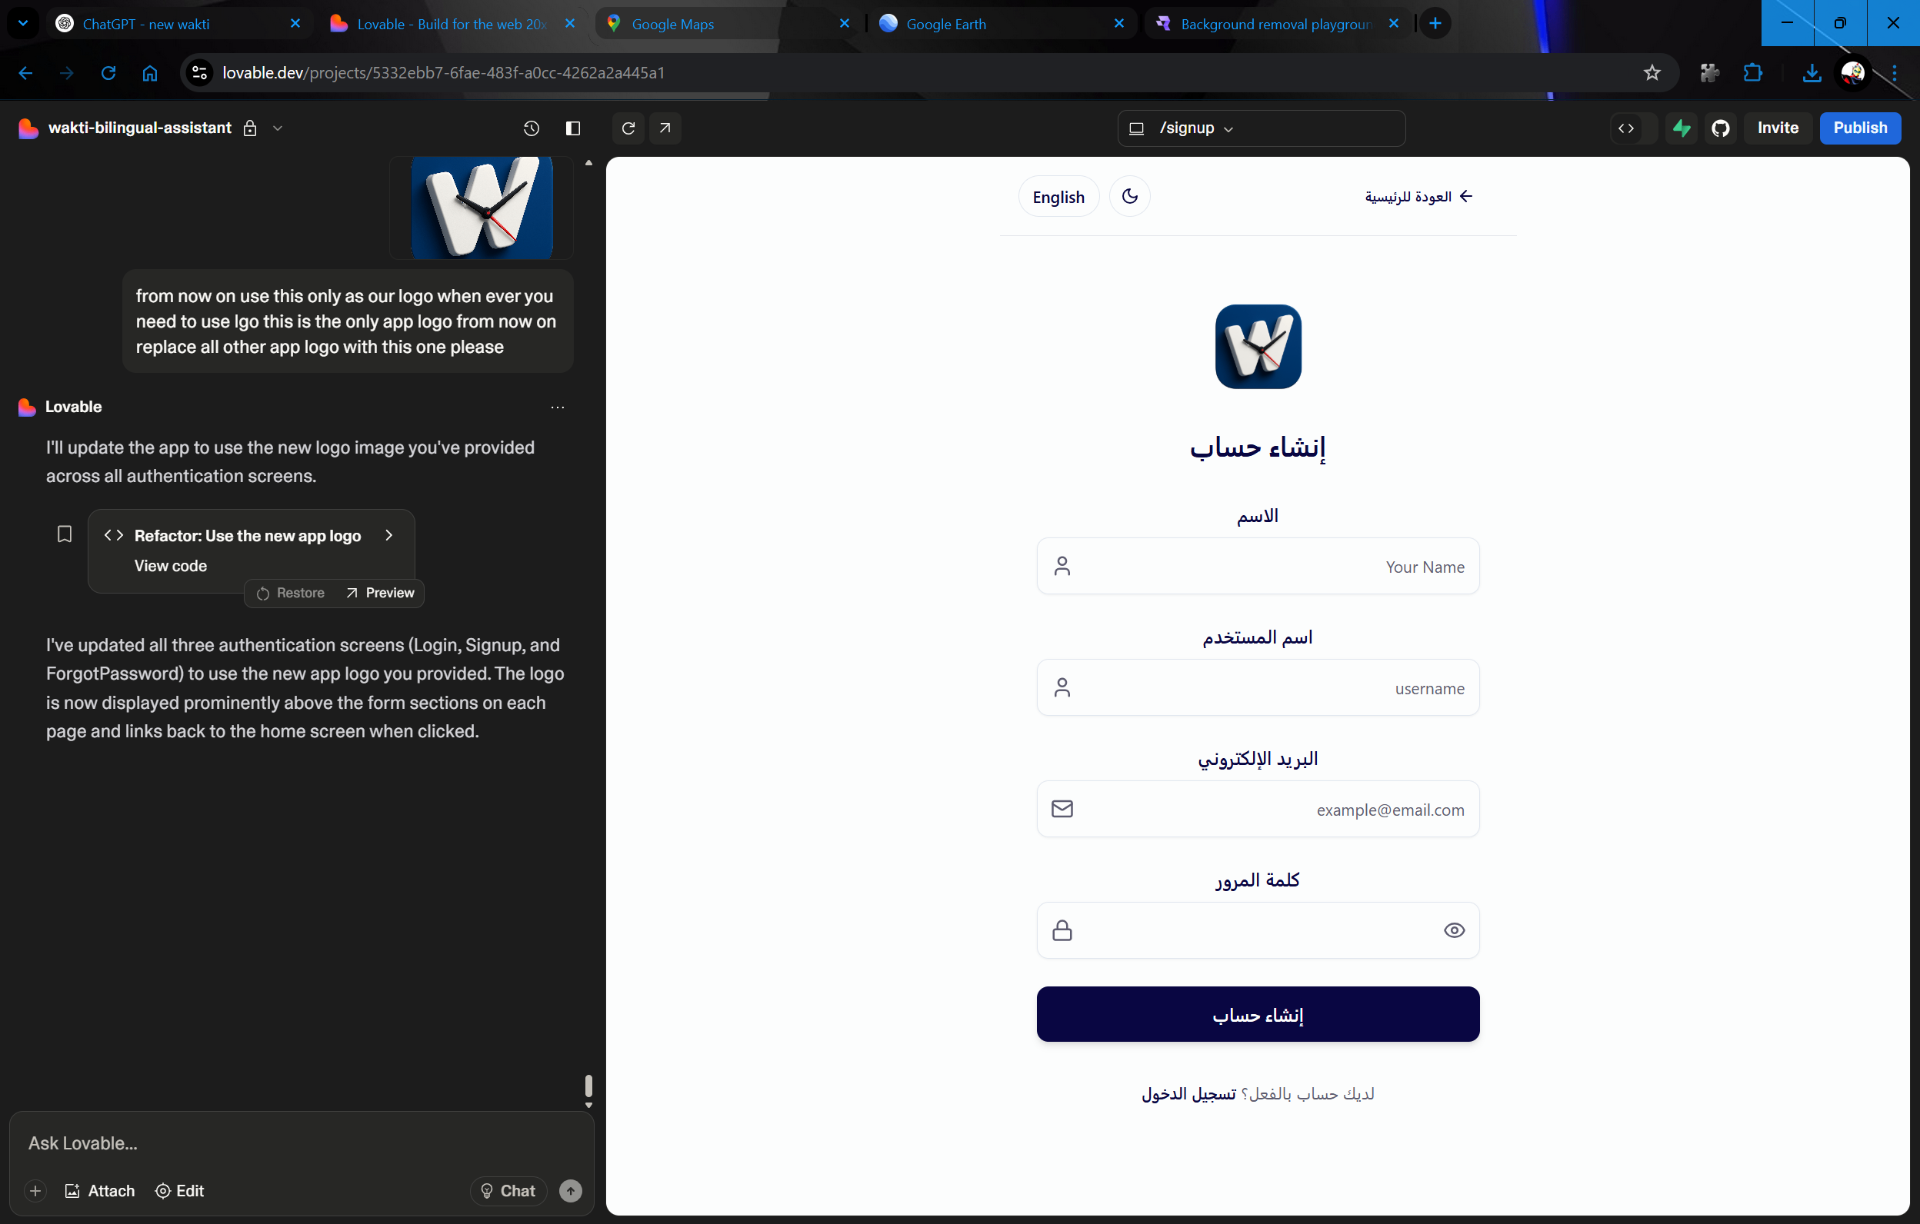 ChatGPT - new wakti
Lovable - Build for the web 20x
Google Maps
Google Earth
Background removal playgroun
lovable.dev/projects/5332ebb7-6fae-483f-a0cc-4262a2a445a1
wakti-bilingual-assistant
/signup
Invite
Publish
W
from now on use this only as our logo when ever you
need to use lgo this is the only app logo from now on
replace all other app logo with this one please
Lovable
I'll update the app to use the new logo image you've provided
across all authentication screens.
Refactor: Use the new app logo
View code
Restore
Preview
I've updated all three authentication screens (Login, Signup, and
ForgotPassword) to use the new app logo you provided. The logo
is now displayed prominently above the form sections on each
page and links back to the home screen when clicked.
Ask Lovable...
Attach
Edit
Chat
English
العودة للرئيسية
W
إنشاء حساب
الاسم
Your Name
اسم المستخدم
username
البريد الإلكتروني
example@email.com
كلمة المرور
إنشاء حساب
لديك حساب بالفعل؟ تسجيل الدخول